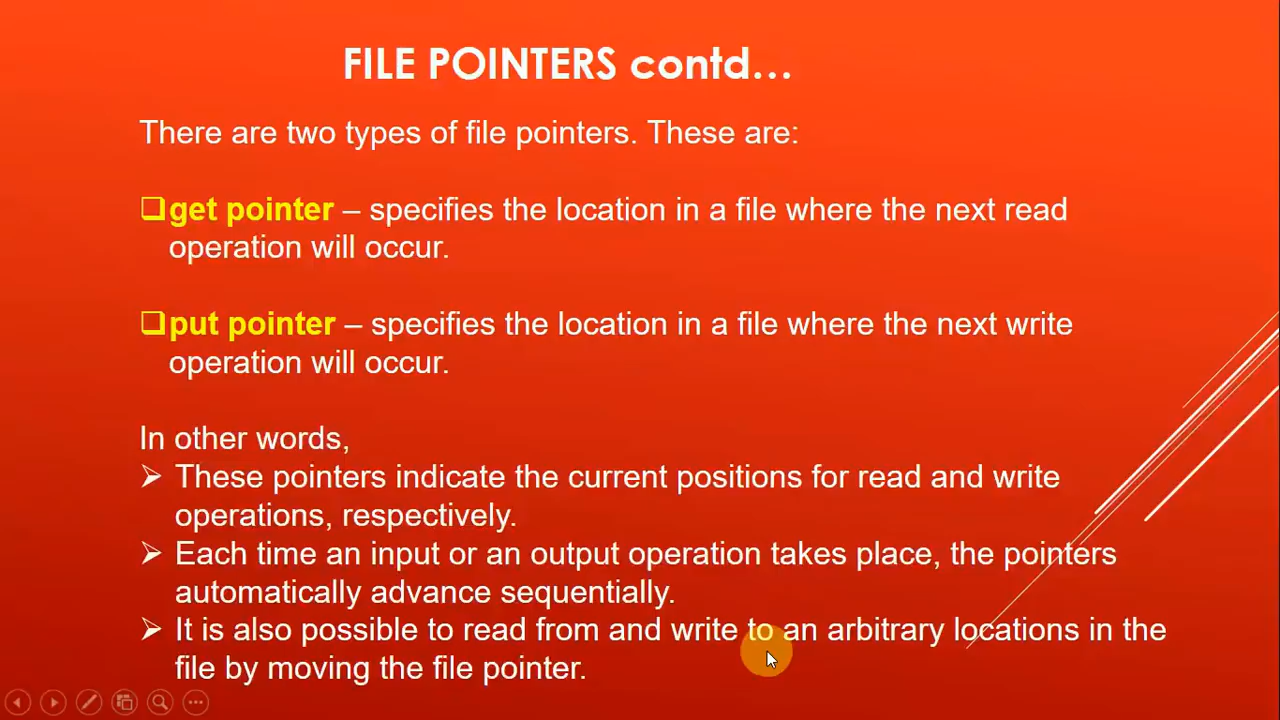 FILE POINTERS contd...
There are two types of file pointers. These are:
❑get pointer – specifies the location in a file where the next read
operation will occur.
❑put pointer – specifies the location in a file where the next write
operation will occur.
In other words,
➢ These pointers indicate the current positions for read and write
operations, respectively.
➢ Each time an input or an output operation takes place, the pointers
automatically advance sequentially.
➢ It is also possible to read from and write to an arbitrary locations in the
file by moving the file pointer.